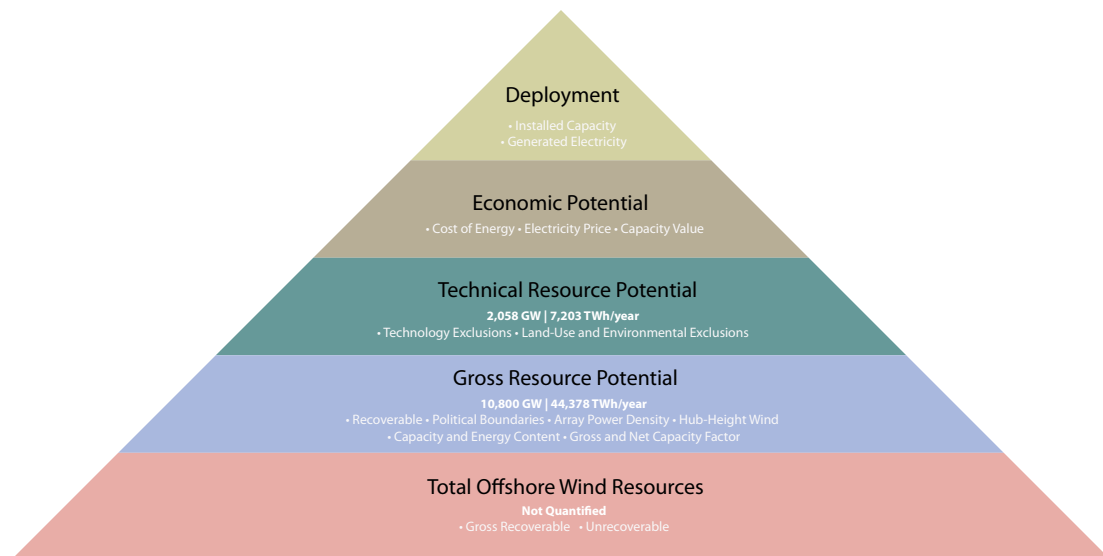 Deployment
• Installed Capacity
• Generated Electricity
Economic Potential
• Cost of Energy • Electricity Price • Capacity Value
Technical Resource Potential
2,058 GW | 7,203 TWh/year
• Technology Exclusions • Land-Use and Environmental Exclusions
Gross Resource Potential
10,800 GW | 44,378 TWh/year
• Recoverable • Political Boundaries • Array Power Density • Hub-Height Wind
• Capacity and Energy Content • Gross and Net Capacity Factor
Total Offshore Wind Resources
Not Quantified
• Gross Recoverable • Unrecoverable